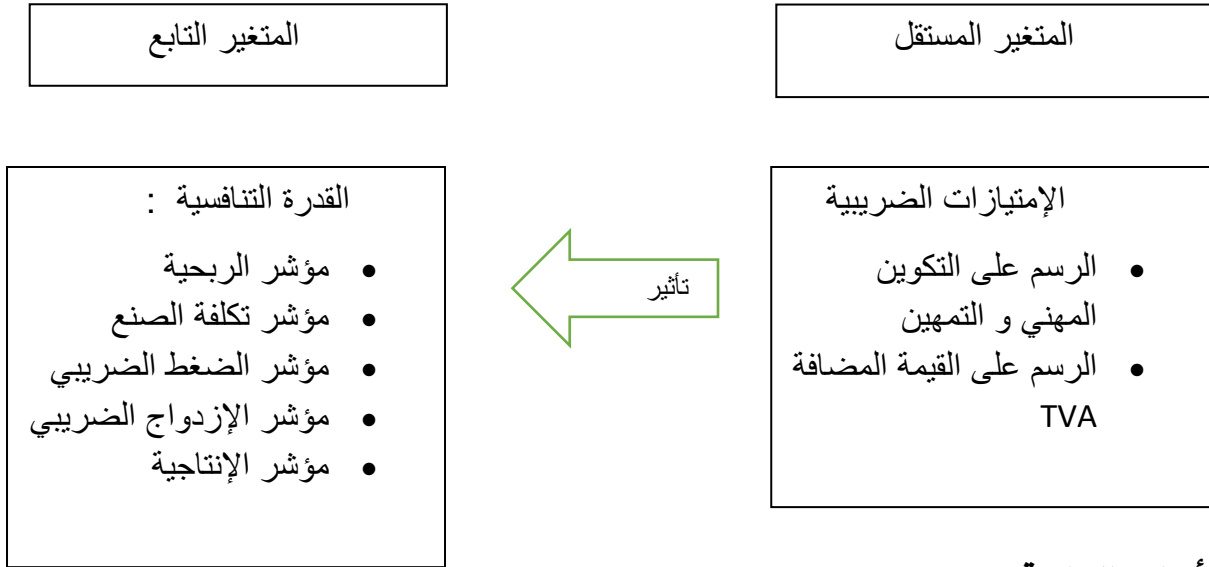 المتغير المستقل
المتغير التابع
الإمتيازات الضريبية
• الرسم على التكوين
المهني و التمهين
• الرسم على القيمة المضافة
TVA
تأثير
القدرة التنافسية :
• مؤشر الربحية
• مؤشر تكلفة الصنع
• مؤشر الضغط الضريبي
• مؤشر الإزدواج الضريبي
• مؤشر الإنتاجية